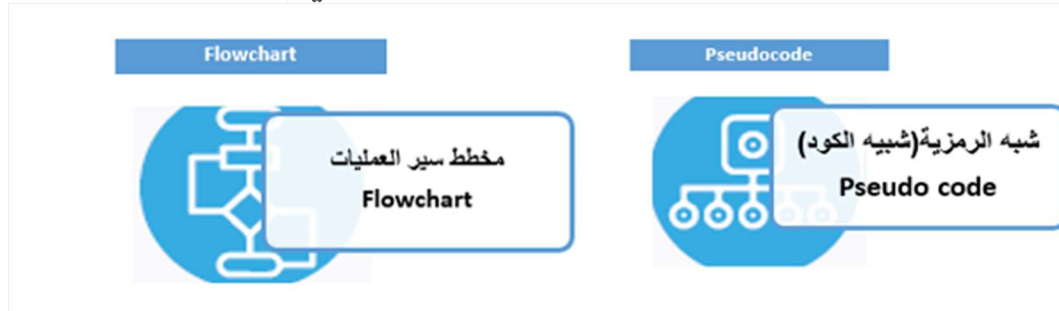 Flowchart
Pseudocode
مخطط سير العمليات
Flowchart
شبه الرمزية(شبيه الكود)
Pseudo code